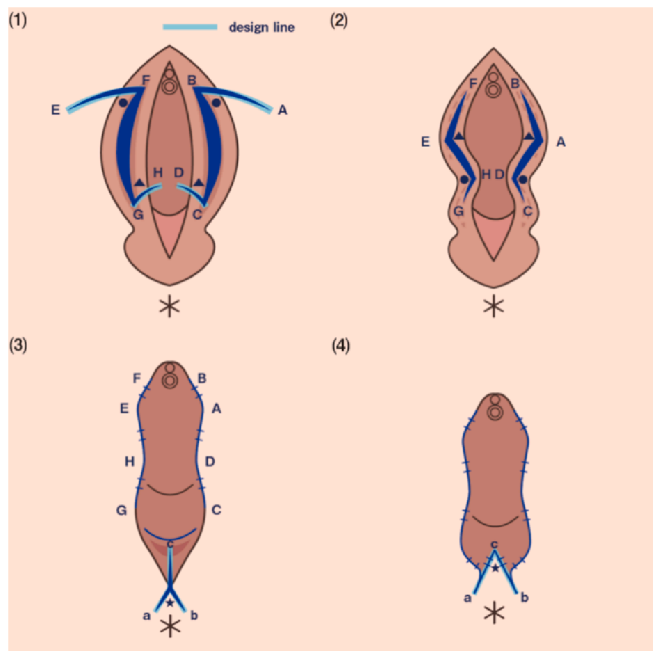 (1)
design line
(2)
F B
E A
H D
G C
F B
E A
H D
G C
(3)
F B
E A
H D
G C
c
a b
(4)
c
a b